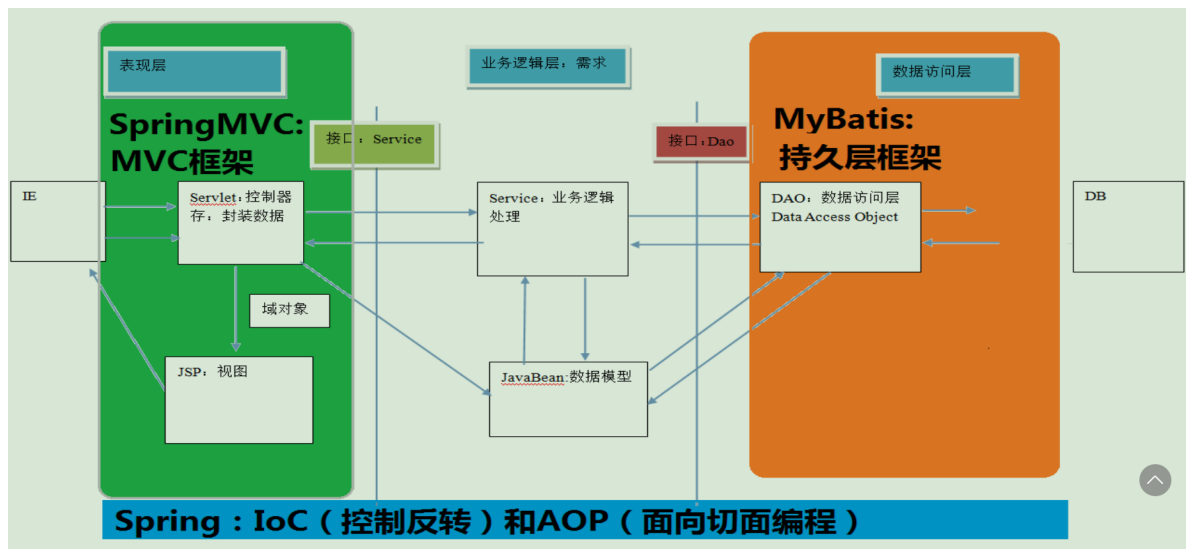 表现层
业务逻辑层：需求
数据访问层
SpringMVC:
MVC框架
接口：Service
接口：Dao
MyBatis:
持久层框架
IE
Servlet：控制器
存：封装数据
Service：业务逻辑
处理
DAO：数据访问层
Data Access Object
DB
域对象
JSP：视图
JavaBean:数据模型
Spring：IoC（控制反转）和AOP（面向切面编程）